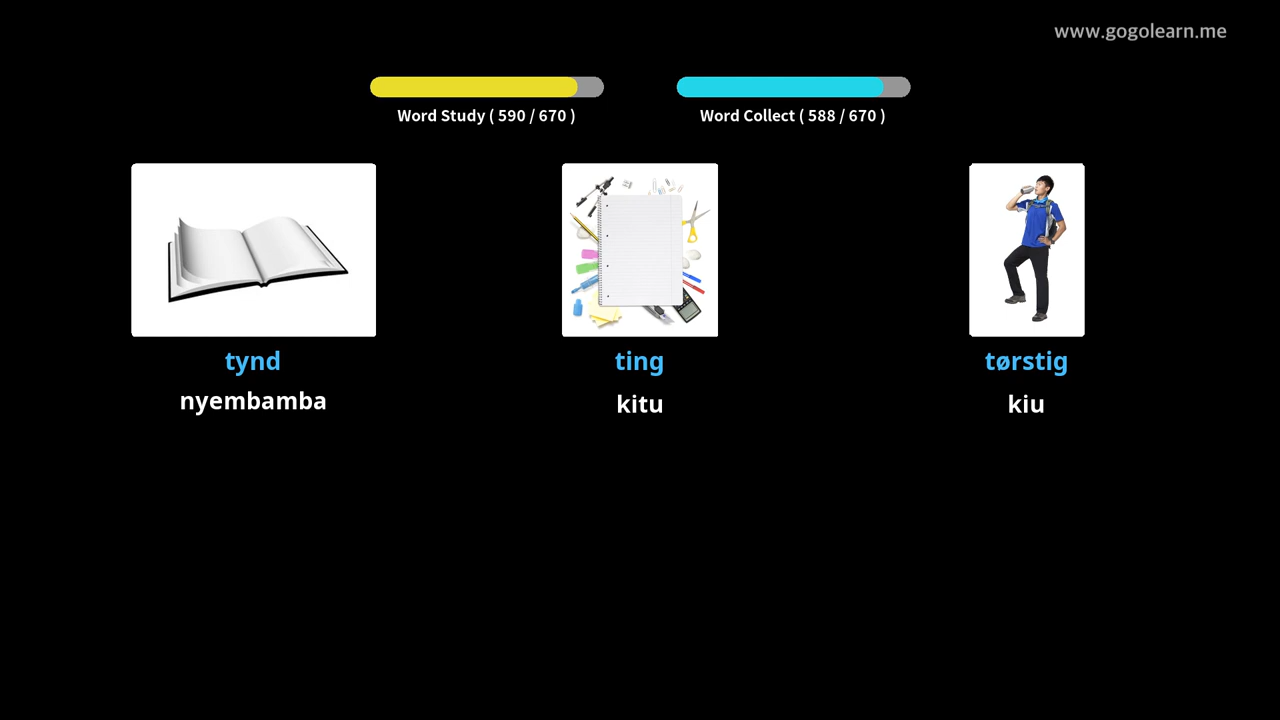 www.gogolearn.me
Word Study ( 590 / 670 )
Word Collect ( 588 / 670 )
tynd
nyembamba
ting
kitu
tørstig
kiu